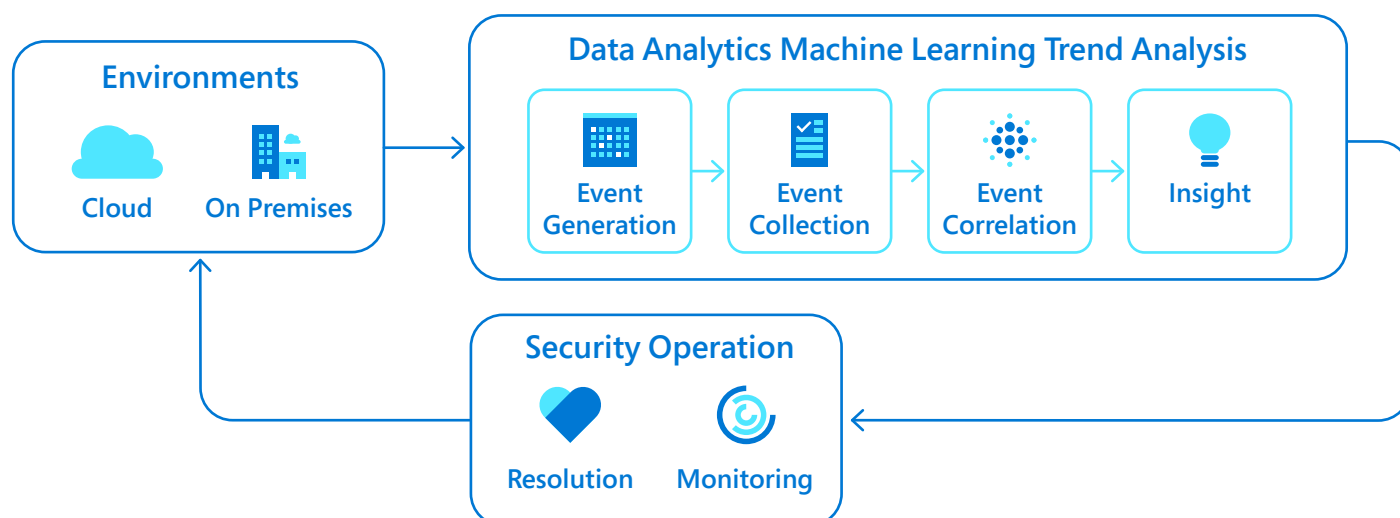 Environments
Cloud
On Premises
Data Analytics Machine Learning Trend Analysis
Event
Generation
Event
Collection
Event
Correlation
Insight
Security Operation
Resolution
Monitoring